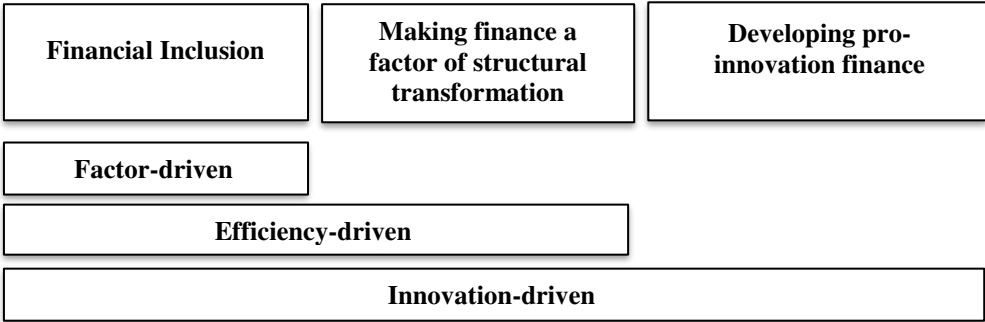 Financial Inclusion
Making finance a
factor of structural
transformation
Developing pro-
innovation finance
Factor-driven
Efficiency-driven
Innovation-driven